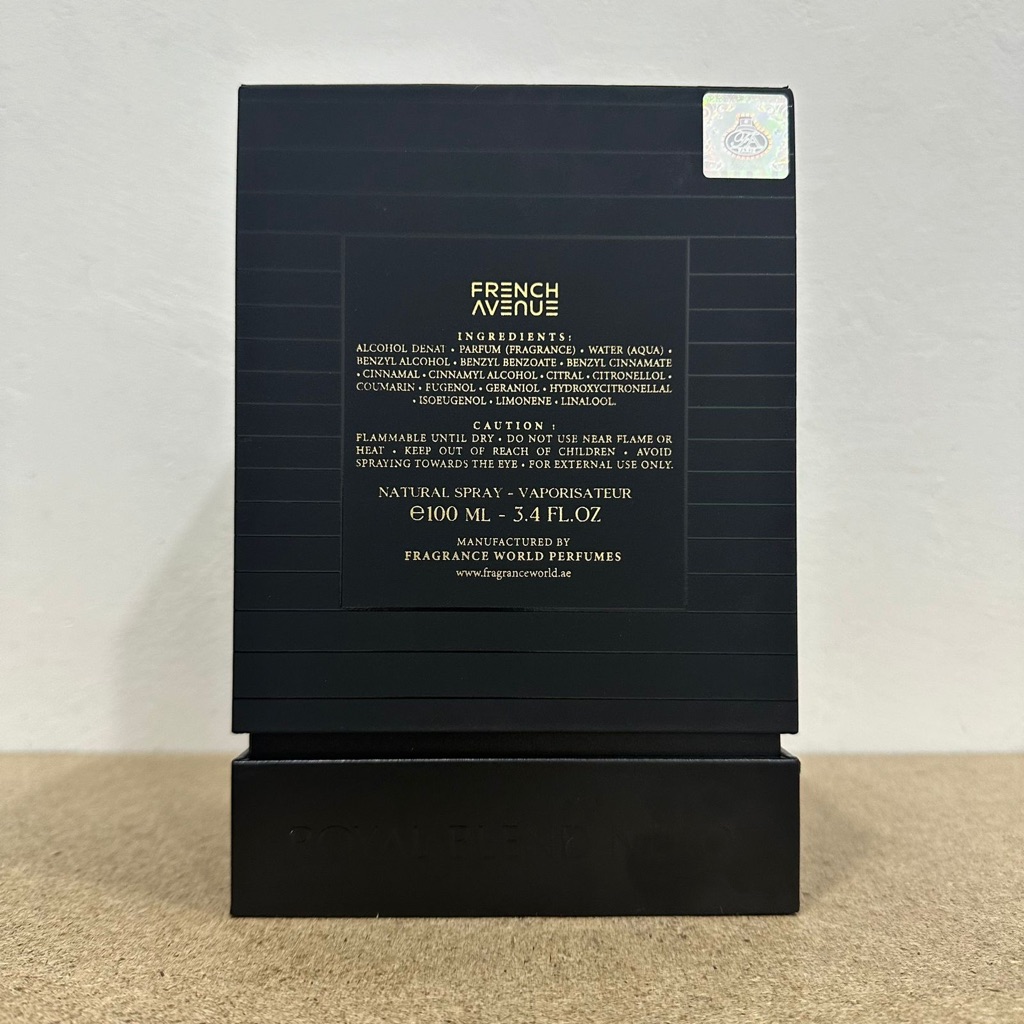 FRENCH
AVENUE
INGREDIENTS:
ALCOHOL DENAT • PARFUM (FRAGRANCE) • WATER (AQUA) •
BENZYL ALCOHOL • BENZYL BENZOATE • BENZYL CINNAMATE
• CINNAMAL • CINNAMYL ALCOHOL • CITRAL • CITRONELLOL •
COUMARIN • EUGENOL • GERANIOL • HYDROXYCITRONELLAL
• ISOEUGENOL • LIMONENE • LINALOOL.
CAUTION :
FLAMMABLE UNTIL DRY • DO NOT USE NEAR FLAME OR
HEAT • KEEP OUT OF REACH OF CHILDREN • AVOID
SPRAYING TOWARDS THE EYE • FOR EXTERNAL USE ONLY.
NATURAL SPRAY - VAPORISATEUR
℮100 ML - 3.4 FL.OZ
MANUFACTURED BY
FRAGRANCE WORLD PERFUMES
www.fragranceworld.ae
ROYAL BLEND